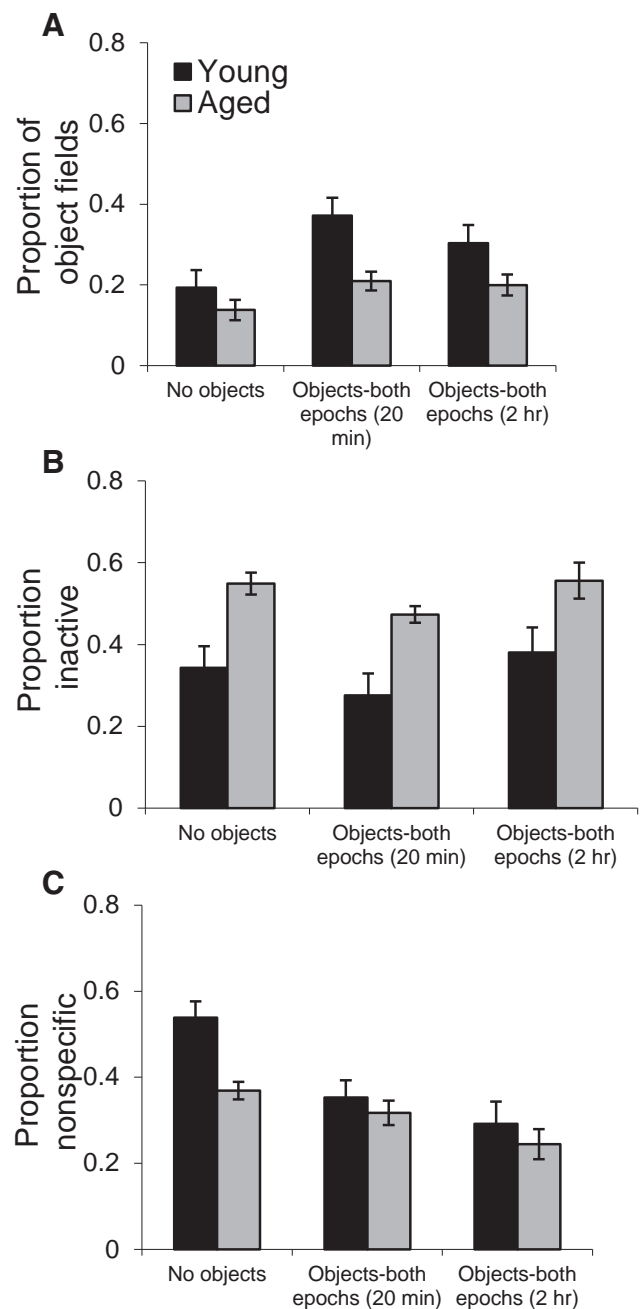 A
Proportion of
object fields
0.8
0.6
0.4
0.2
0
Young
Aged
No objects
Objects-both
epochs (20
min)
Objects-both
epochs (2 hr)
B
Proportion
inactive
0.8
0.6
0.4
0.2
0
No objects
Objects-both
epochs (20 min)
Objects-both
epochs (2 hr)
C
Proportion
nonspecific
0.8
0.6
0.4
0.2
0
No objects
Objects-both
epochs (20 min)
Objects-both
epochs (2 hr)